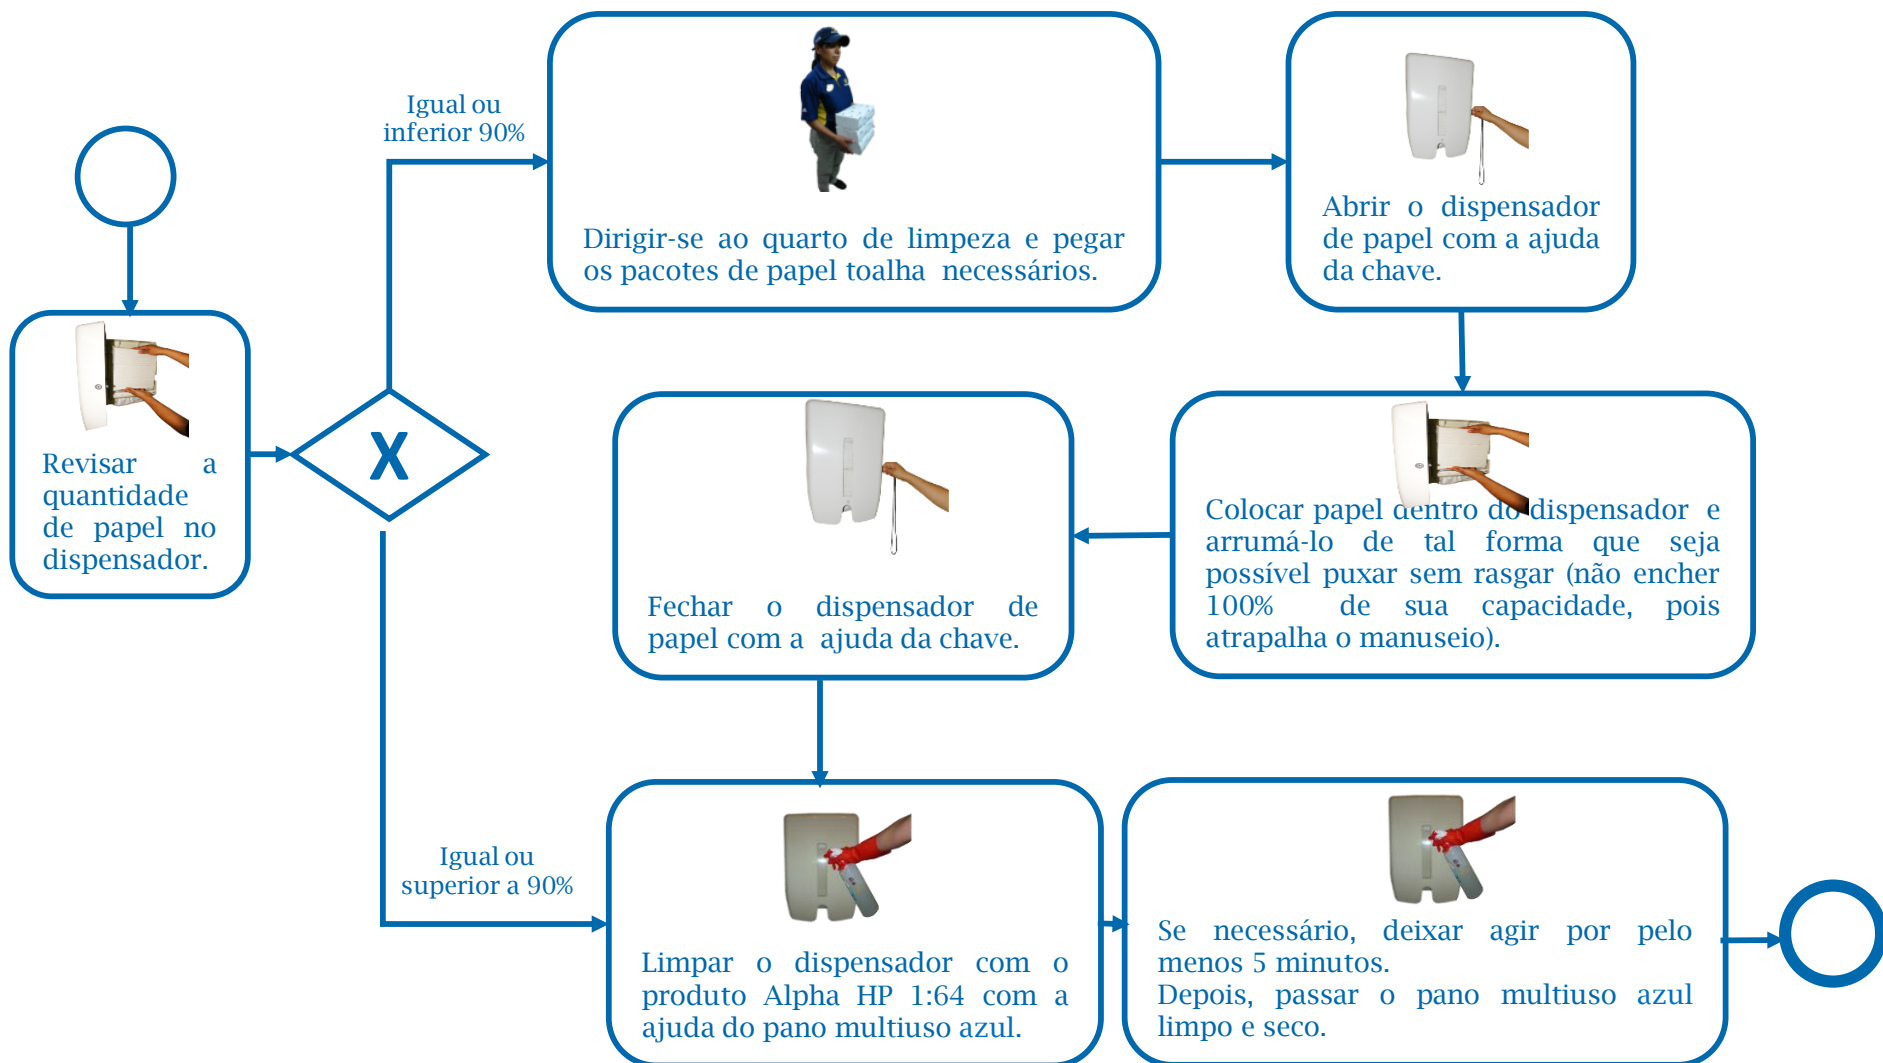 Igual ou
inferior 90%
Dirigir-se ao quarto de limpeza e pegar
os pacotes de papel toalha necessários.
Abrir o dispensador
de papel com a ajuda
da chave.
Revisar a
quantidade
de papel no
dispensador.
X
Colocar papel dentro do dispensador e
arrumá-lo de tal forma que seja
possível puxar sem rasgar (não encher
100% de sua capacidade, pois
atrapalha o manuseio).
Fechar o dispensador de
papel com a ajuda da chave.
Igual ou
superior a 90%
Limpar o dispensador com o
produto Alpha HP 1:64 com a
ajuda do pano multiuso azul.
Se necessário, deixar agir por pelo
menos 5 minutos.
Depois, passar o pano multiuso azul
limpo e seco.